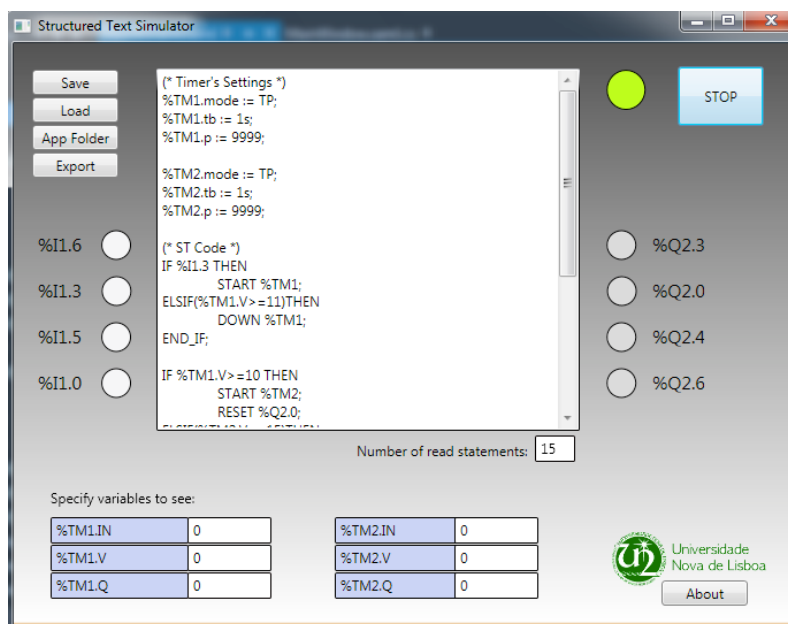 Structured Text Simulator
Save
Load
App Folder
Export
(* Timer's Settings *)
%TM1.mode := TP;
%TM1.tb := 1s;
%TM1.p := 9999;
%TM2.mode := TP;
%TM2.tb := 1s;
%TM2.p := 9999;
(* ST Code *)
IF %I1.3 THEN
START %TM1;
ELSIF(%TM1.V>=11)THEN
DOWN %TM1;
END_IF;
IF %TM1.V>=10 THEN
START %TM2;
RESET %Q2.0;
STOP
%I1.6
%I1.3
%I1.5
%I1.0
%Q2.3
%Q2.0
%Q2.4
%Q2.6
Number of read statements: 15
Specify variables to see:
%TM1.IN 0
%TM1.V 0
%TM1.Q 0
%TM2.IN 0
%TM2.V 0
%TM2.Q 0
Universidade
Nova de Lisboa
About